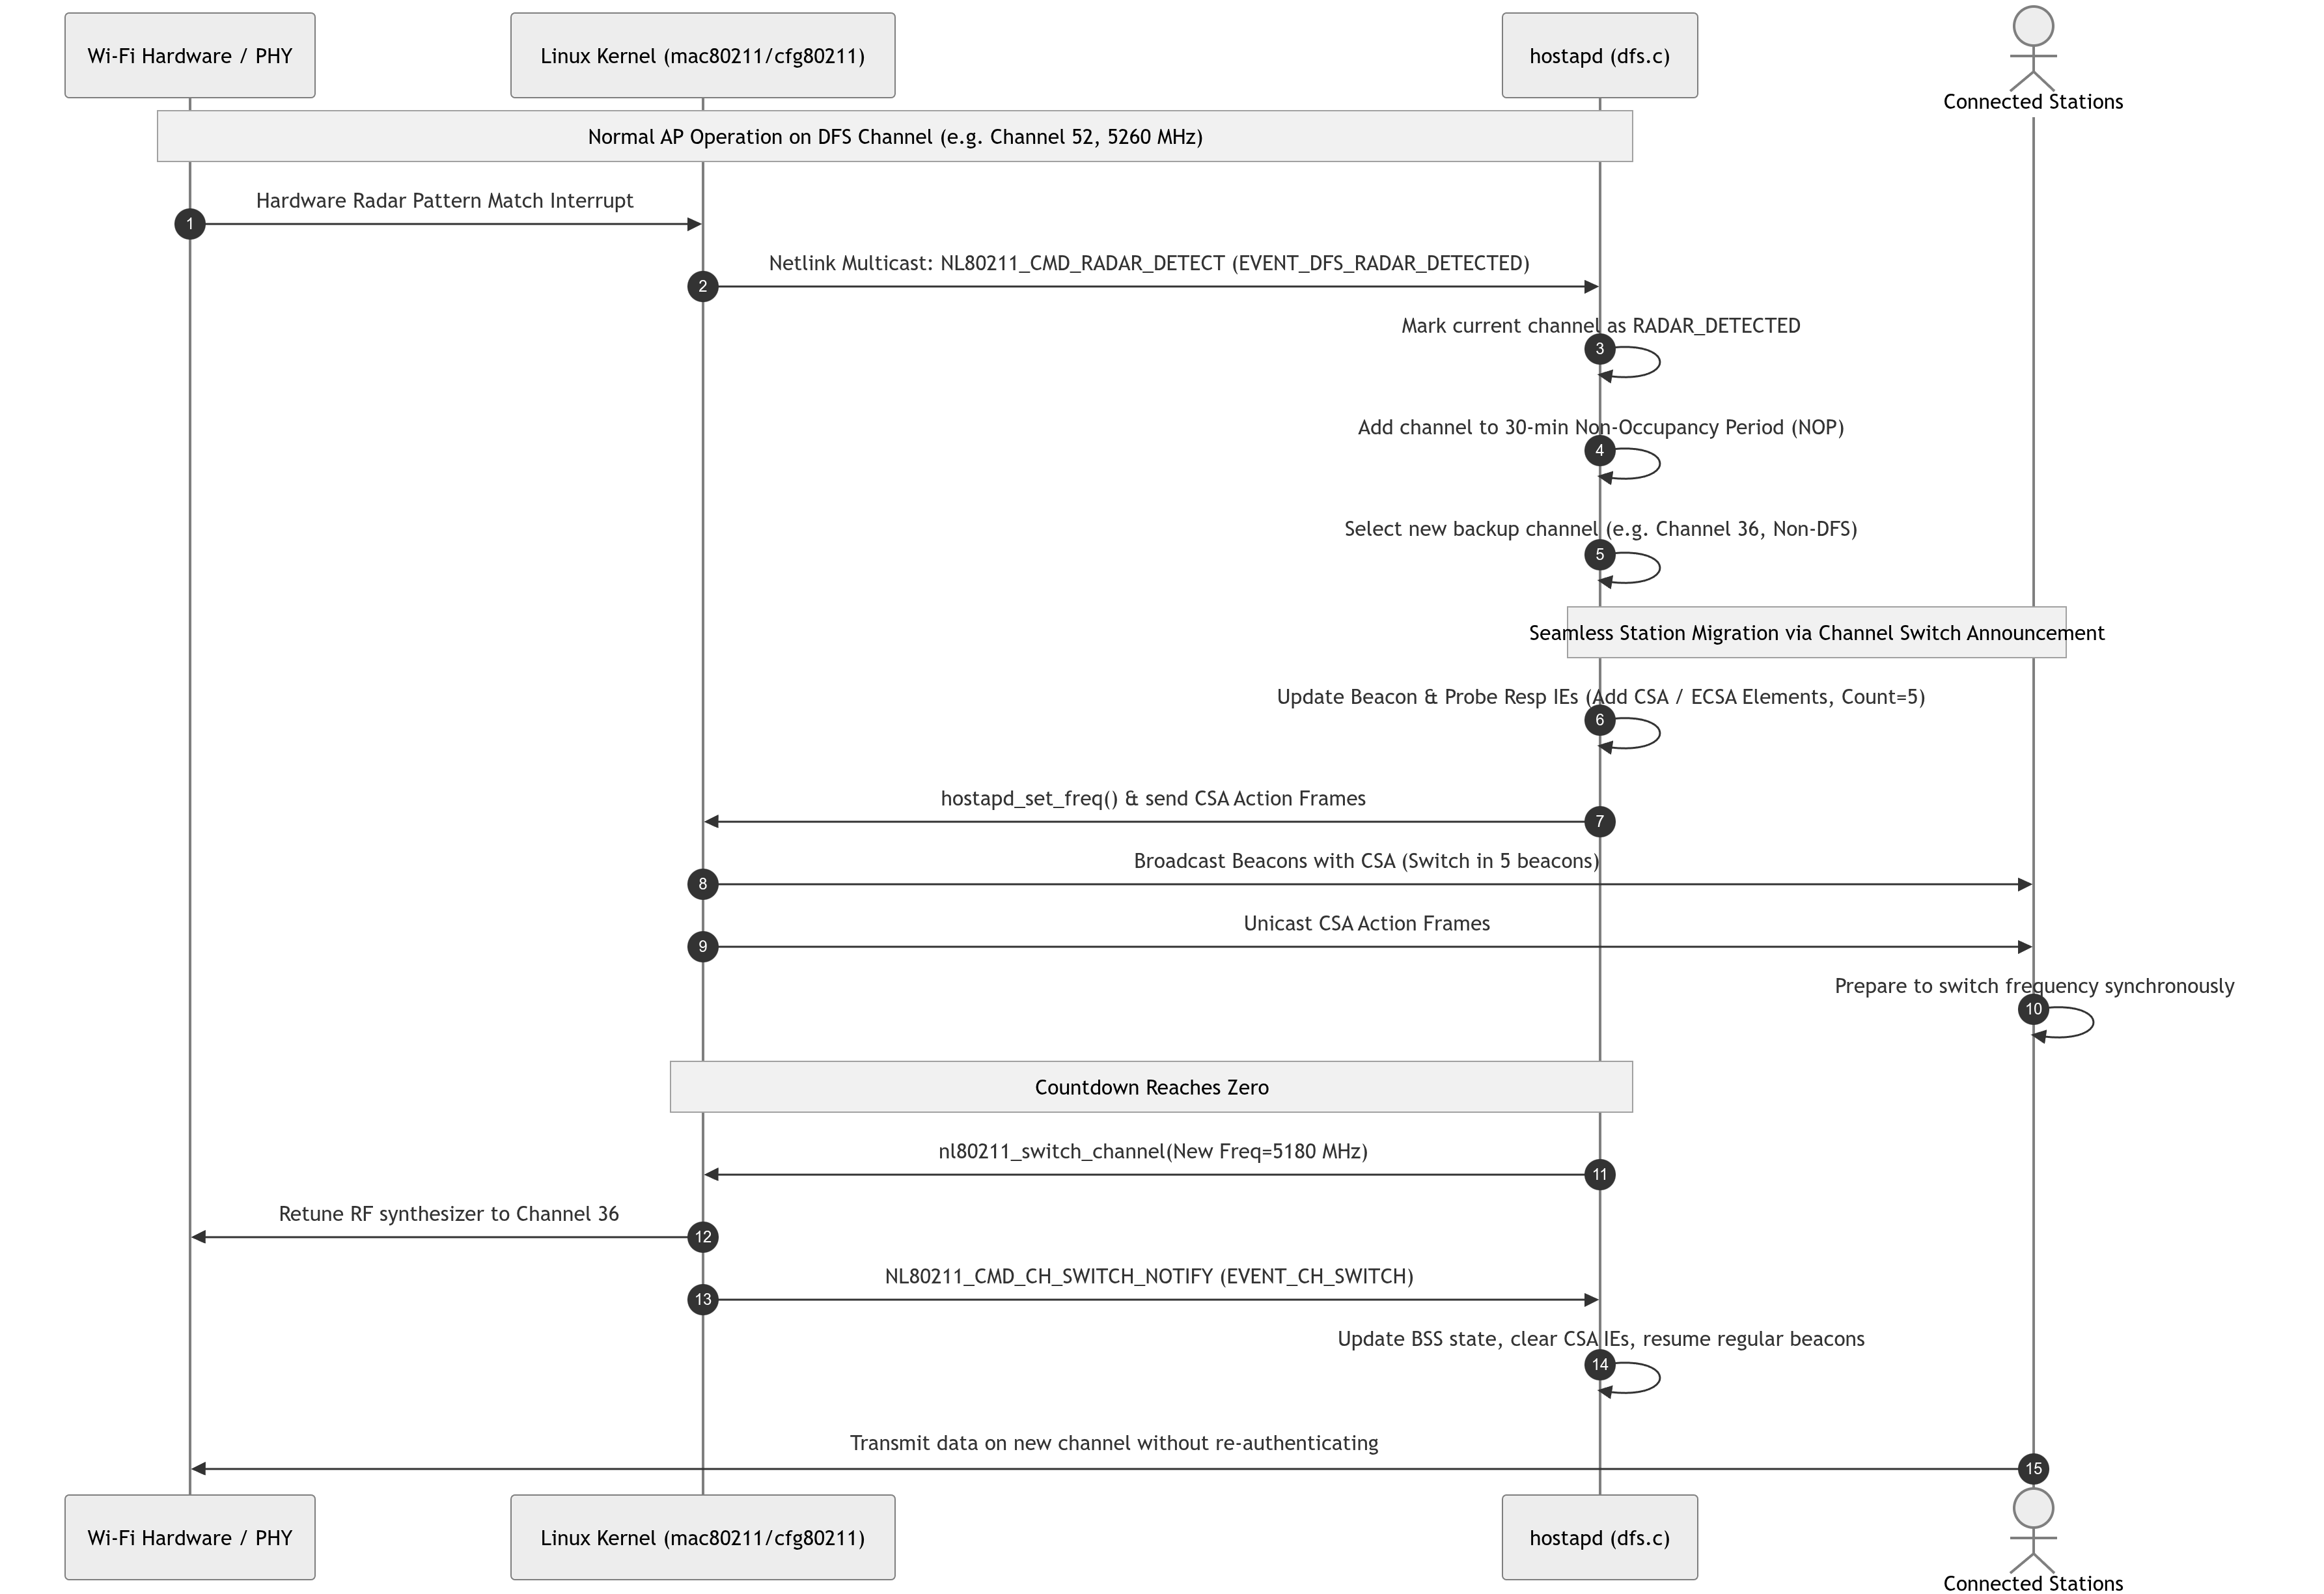 Wi-Fi Hardware / PHY
Linux Kernel (mac80211/cfg80211)
hostapd (dfs.c)
Connected Stations
Normal AP Operation on DFS Channel (e.g. Channel 52, 5260 MHz)
Hardware Radar Pattern Match Interrupt
1
Netlink Multicast: NL80211_CMD_RADAR_DETECT (EVENT_DFS_RADAR_DETECTED)
2
Mark current channel as RADAR_DETECTED
3
Add channel to 30-min Non-Occupancy Period (NOP)
4
Select new backup channel (e.g. Channel 36, Non-DFS)
5
Seamless Station Migration via Channel Switch Announcement
Update Beacon & Probe Resp IEs (Add CSA / ECSA Elements, Count=5)
6
hostapd_set_freq() & send CSA Action Frames
7
Broadcast Beacons with CSA (Switch in 5 beacons)
8
Unicast CSA Action Frames
9
Prepare to switch frequency synchronously
10
Countdown Reaches Zero
nl80211_switch_channel(New Freq=5180 MHz)
11
Retune RF synthesizer to Channel 36
12
NL80211_CMD_CH_SWITCH_NOTIFY (EVENT_CH_SWITCH)
13
Update BSS state, clear CSA IEs, resume regular beacons
14
Transmit data on new channel without re-authenticating
15
Wi-Fi Hardware / PHY
Linux Kernel (mac80211/cfg80211)
hostapd (dfs.c)
Connected Stations